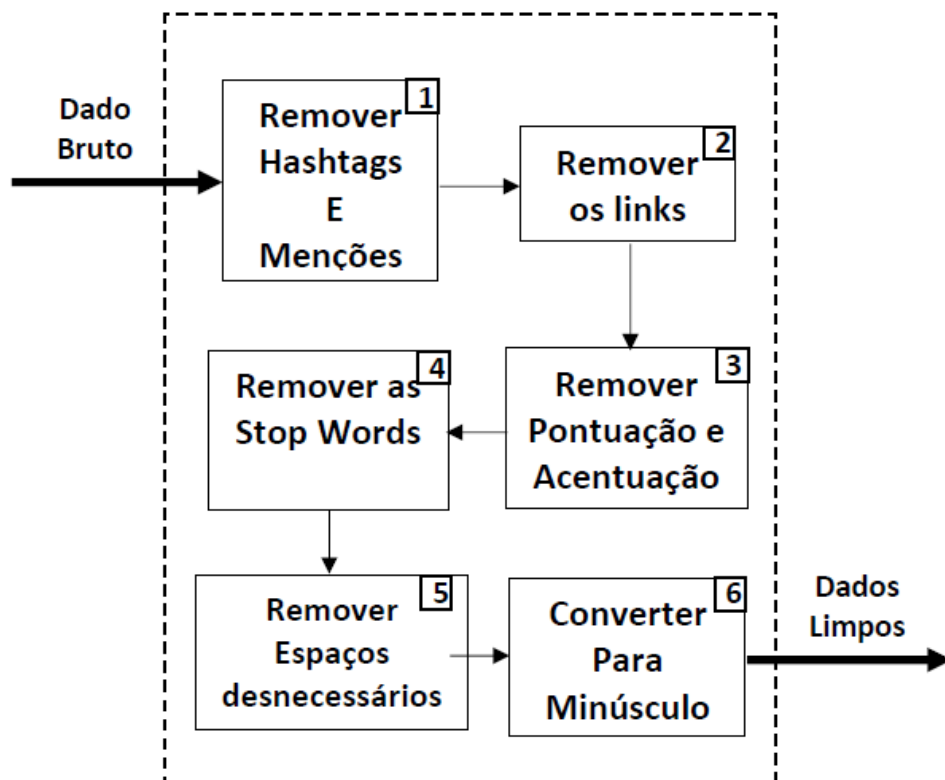 Dado
Bruto
1
Remover
Hashtags
E
Menções
2
Remover
os links
3
Remover
Pontuação e
Acentuação
4
Remover as
Stop Words
5
Remover
Espaços
desnecessários
6
Converter
Para
Minúsculo
Dados
Limpos